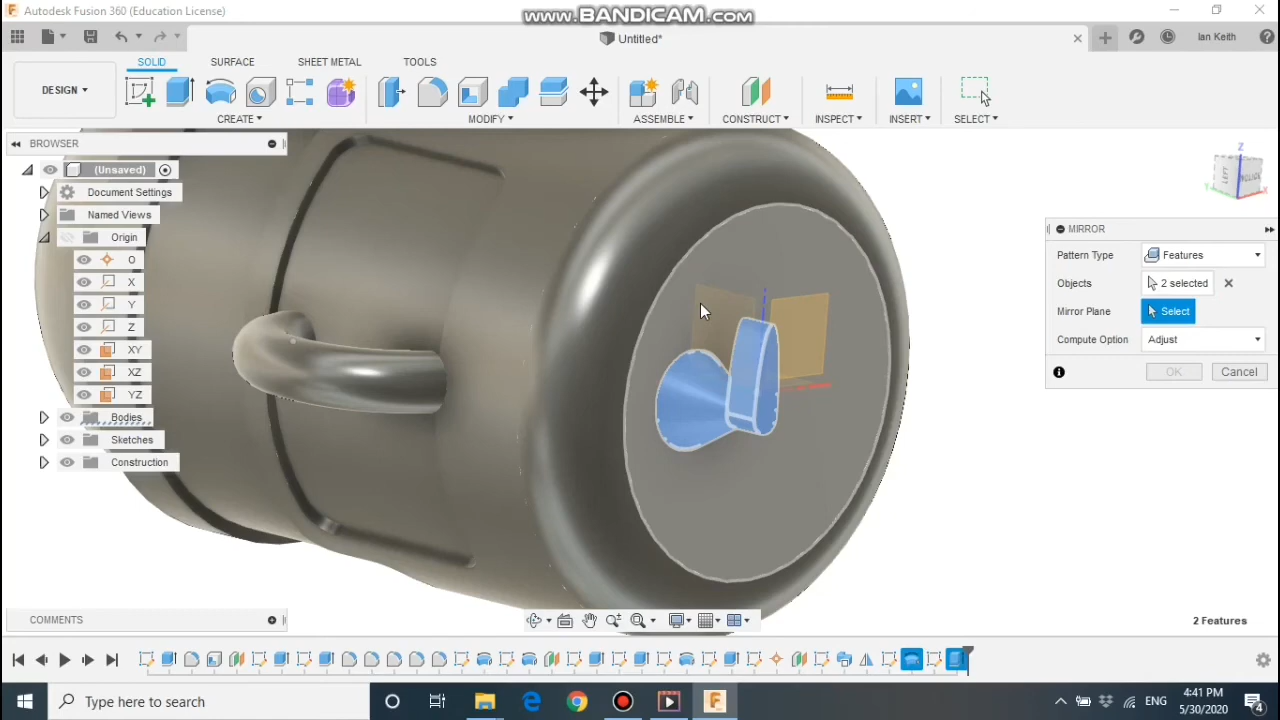 Autodesk Fusion 360 (Education License)
www.BANDICAM.com
Untitled*
Ian Keith
SOLID SURFACE SHEET METAL TOOLS
DESIGN
CREATE MODIFY ASSEMBLE CONSTRUCT INSPECT INSERT SELECT
BROWSER
(Unsaved)
Document Settings
Named Views
Origin
O
X
Y
Z
XY
XZ
YZ
Bodies
Sketches
Construction
Z
LEFT
X
Y
MIRROR
Pattern Type Features
Objects 2 selected
Mirror Plane Select
Compute Option Adjust
OK Cancel
COMMENTS
2 Features
Type here to search
ENG
4:41 PM
5/30/2020
4